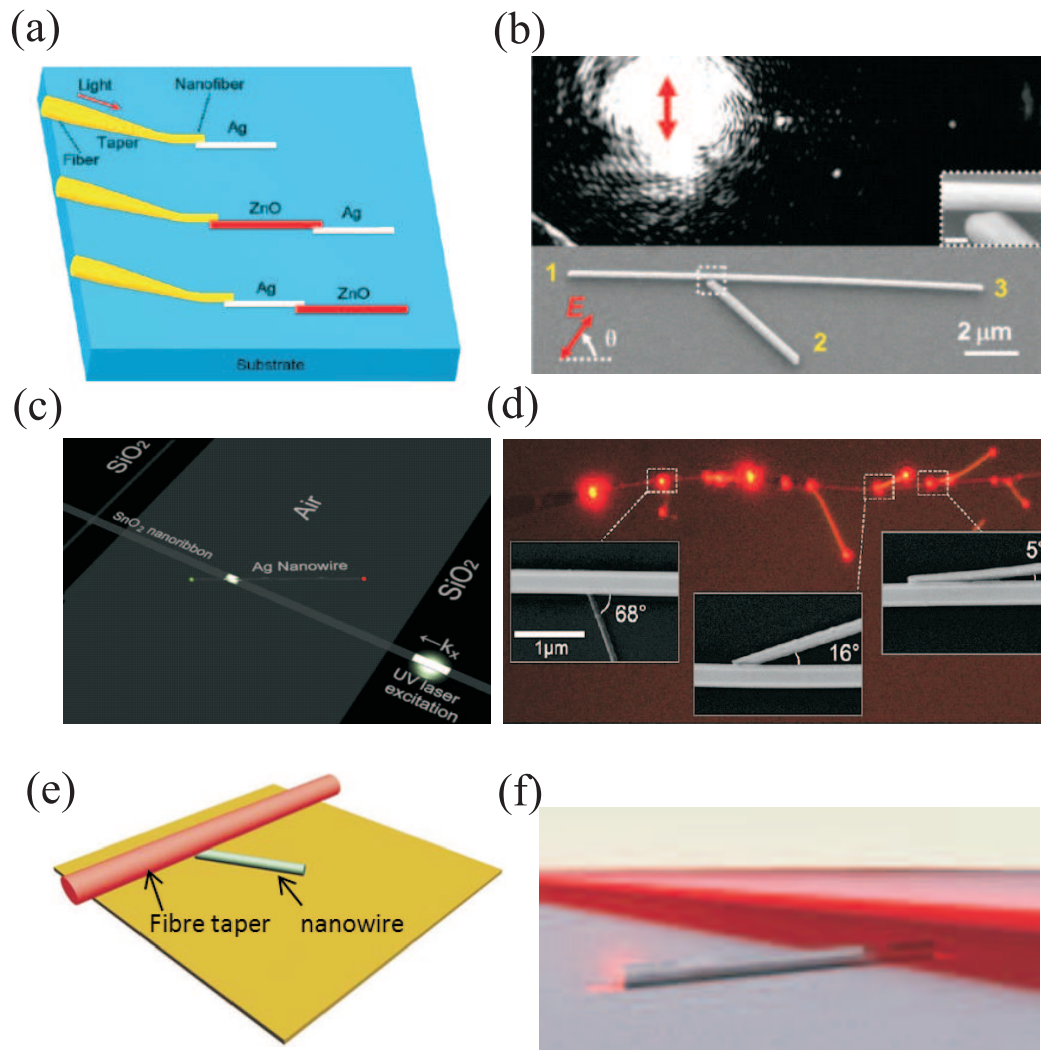 (a)
Light
Nanofiber
Ag
Taper
Fiber
ZnO
Ag
Ag
ZnO
Substrate
(b)
1
3
E
θ
2
2 μm
(c)
SiO2
SnO2 nanoribbon
Air
Ag Nanowire
SiO2
←kx
UV laser
excitation
(d)
68°
1μm
16°
5°
(e)
Fibre taper
nanowire
(f)